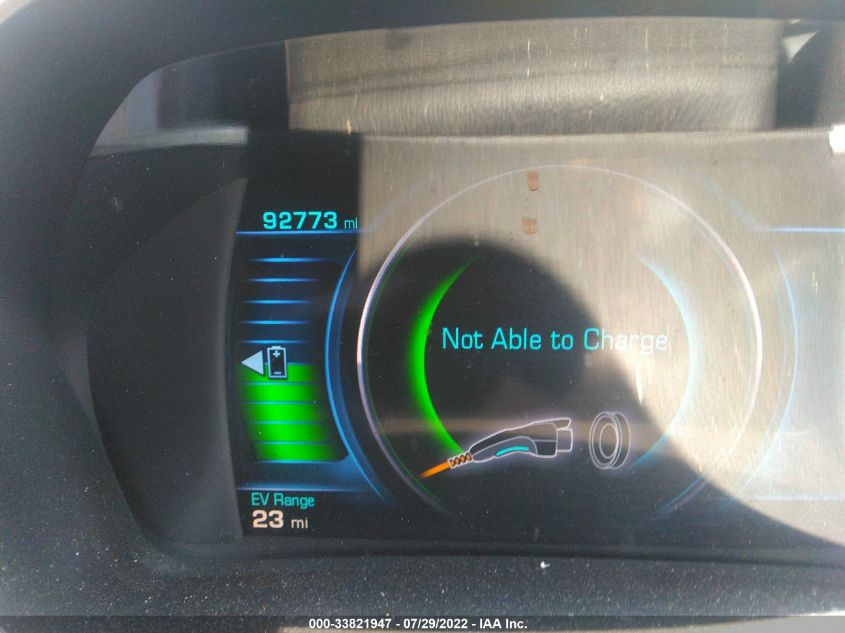 92773 mi
Not Able to Charge
EV Range
23 mi
000-33821947 / 07/29/2022 - IAA Inc.